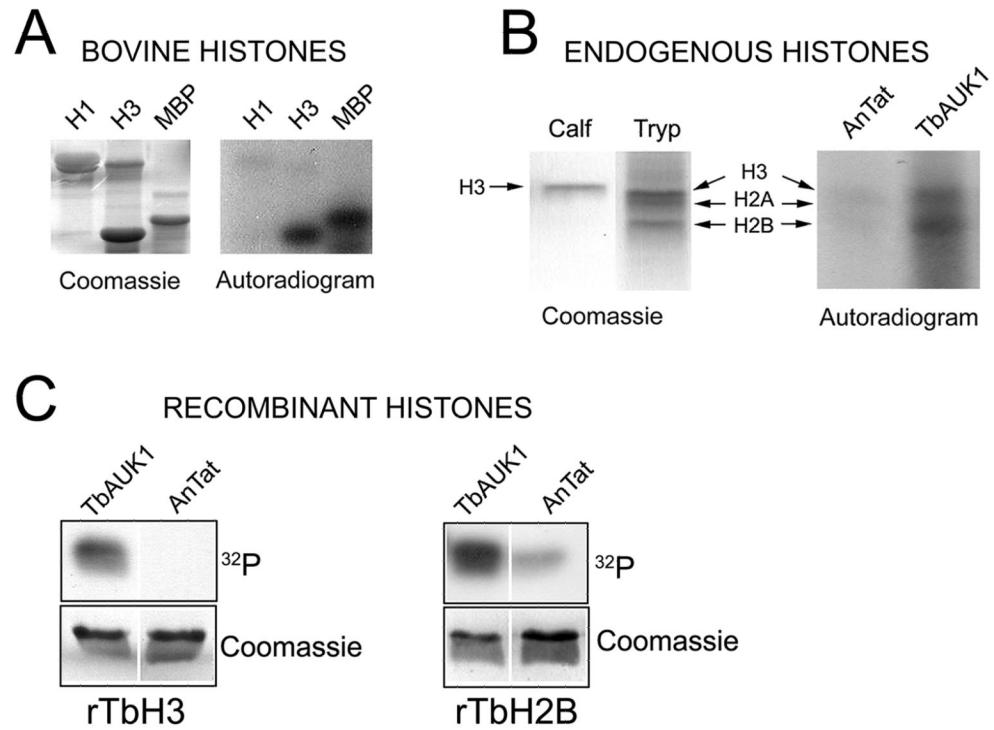 A
BOVINE HISTONES
H1 H3 MBP
H1 H3 MBP
Coomassie
Autoradiogram
B
ENDOGENOUS HISTONES
Calf Tryp
AnTat TbAUK1
H3
H3
H2A
H2B
Coomassie
Autoradiogram
C
RECOMBINANT HISTONES
TbAUK1 AnTat
32P
Coomassie
rTbH3
TbAUK1 AnTat
32P
Coomassie
rTbH2B